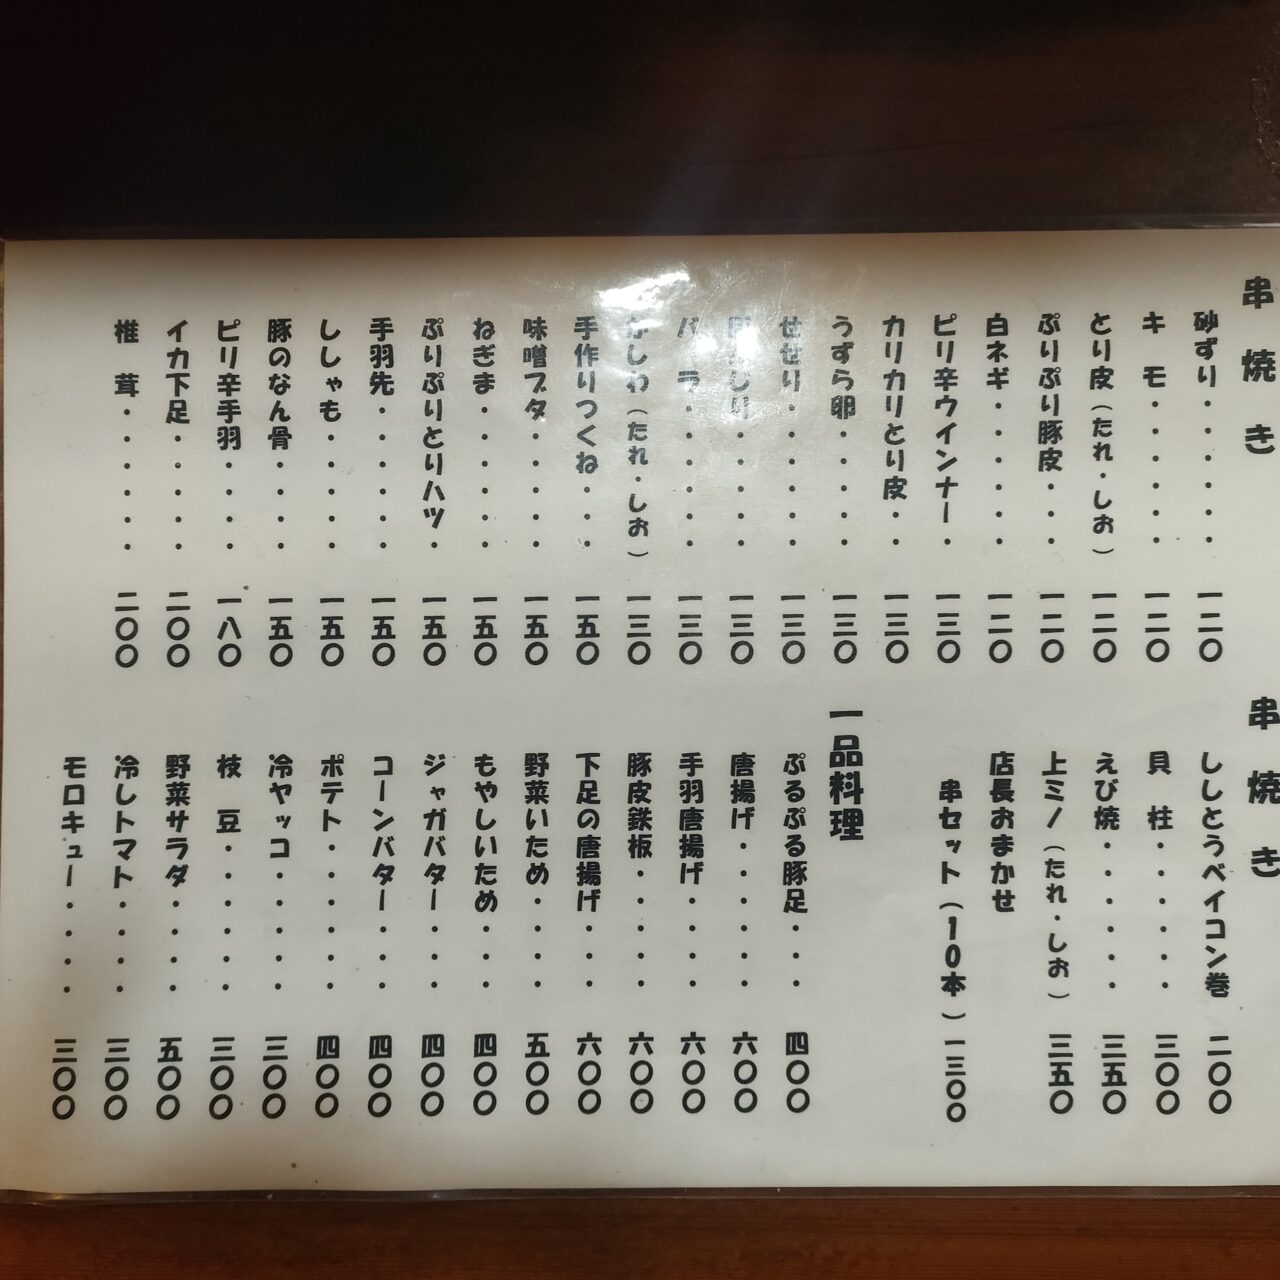 串焼き
砂ずり・・・・・・一二〇
キモ・・・・・・一二〇
とり皮（たれ・しお）一二〇
ぷりぷり豚皮・・・一二〇
白ネギ・・・・・・一二〇
ピリ辛ウインナー・一三〇
カリカリとり皮・・一三〇
うずら卵・・・・・一三〇
せせり・・・・・・一三〇
じり・・・・・一三〇
バラ・・・・・・一三〇
しわ（たれ・しお）一三〇
手作りつくね・・・一五〇
味噌ブタ・・・・・一五〇
ねぎま・・・・・・一五〇
ぷりぷりとりハツ・一五〇
手羽先・・・・・・一五〇
ししゃも・・・・・一五〇
豚のなん骨・・・・一五〇
ピリ辛手羽・・・・一八〇
イカ下足・・・・・二〇〇
椎茸・・・・・・二〇〇
串焼き
ししとうベイコン巻二〇〇
貝柱・・・・・・三〇〇
えび焼・・・・・・三五〇
上ミノ（たれ・しお）三五〇
店長おまかせ
串セット（10本）一三〇〇
一品料理
ぷるぷる豚足・・・四〇〇
唐揚げ・・・・・・六〇〇
手羽唐揚げ・・・・六〇〇
豚皮鉄板・・・・・六〇〇
下足の唐揚げ・・・六〇〇
野菜いため・・・・五〇〇
もやしいため・・・四〇〇
ジャガバター・・・四〇〇
コーンバター・・・四〇〇
ポテト・・・・・・四〇〇
冷ヤッコ・・・・・三〇〇
枝豆・・・・・・三〇〇
野菜サラダ・・・・五〇〇
冷しトマト・・・・三〇〇
モロキュー・・・・三〇〇